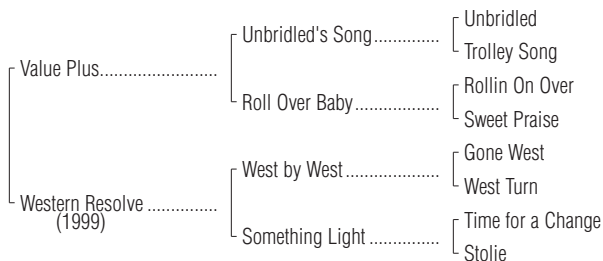 Unbridled
Unbridled's Song..............
Trolley Song
Value Plus.........................
Rollin On Over
Roll Over Baby..................
Sweet Praise
Gone West
West by West....................
West Turn
Western Resolve ...............
(1999)
Time for a Change
Something Light ...............
Stolie